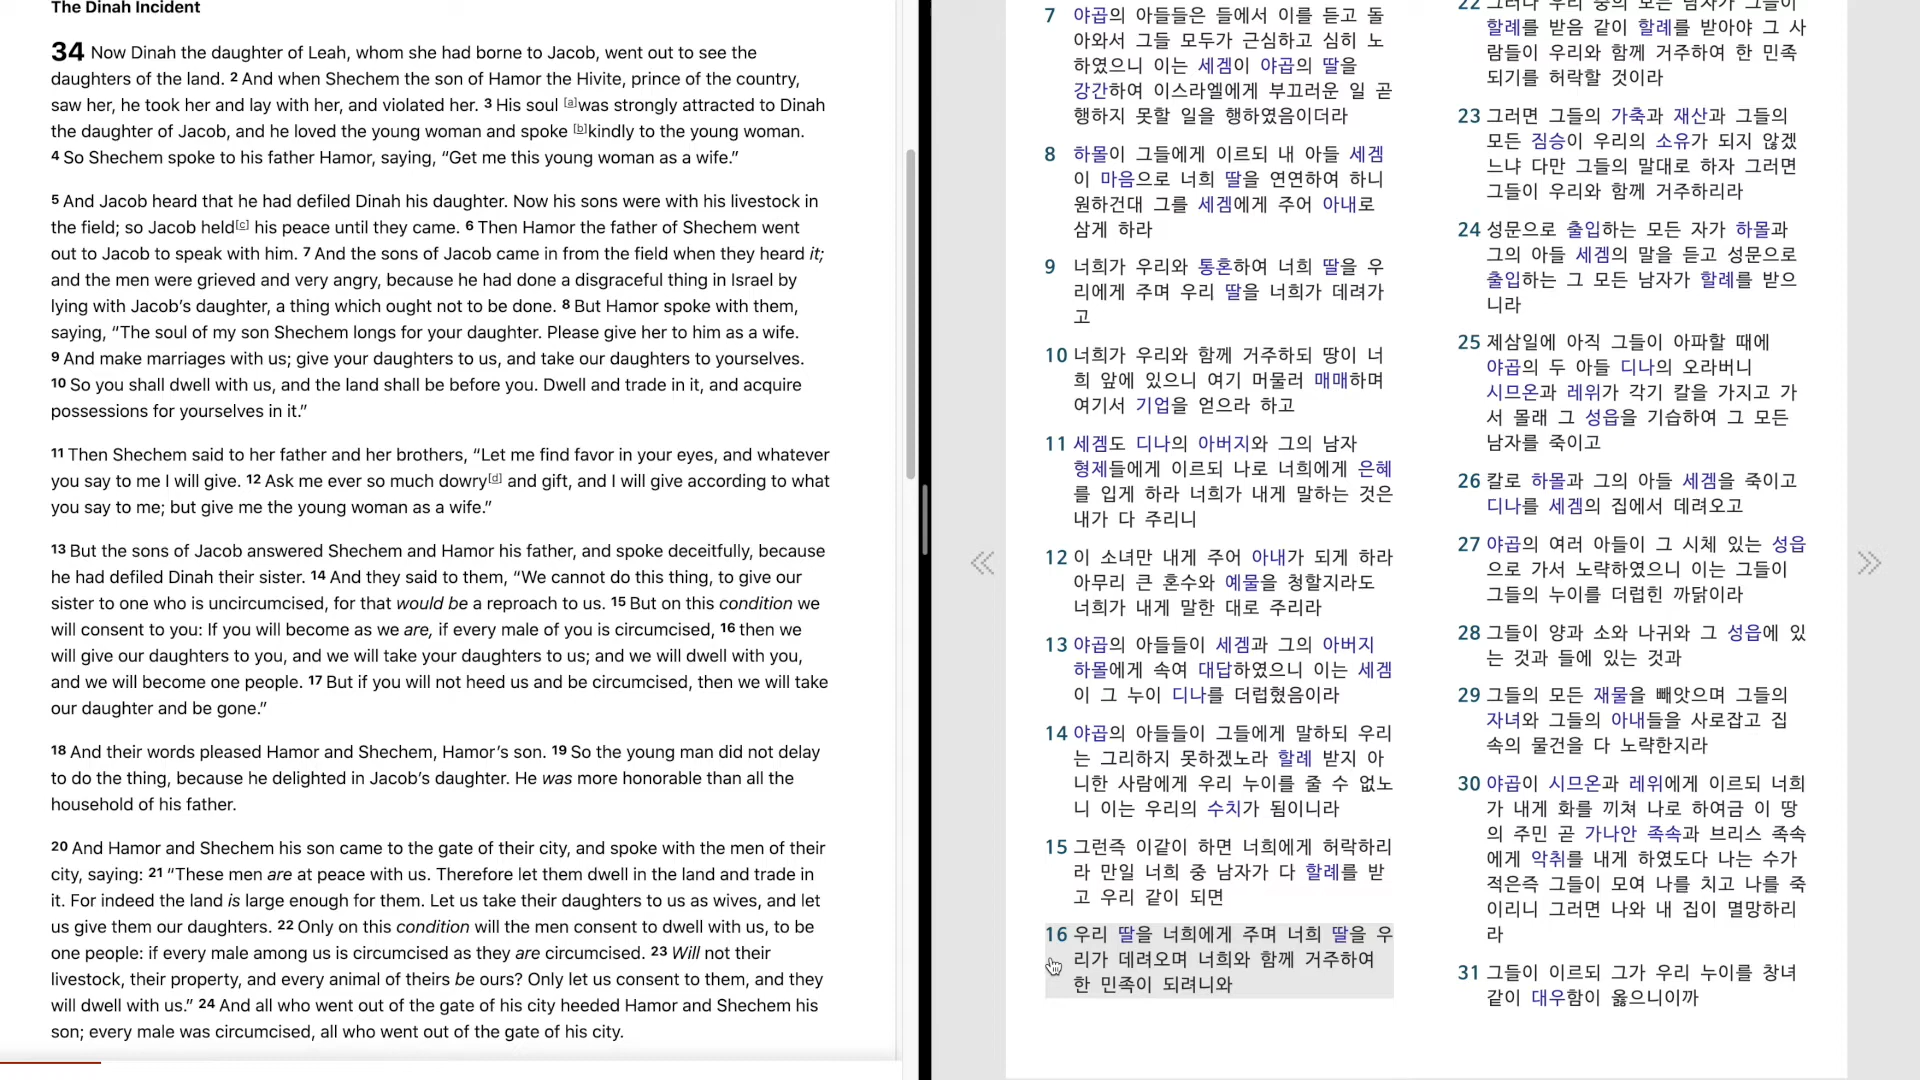 The Dinah Incident
34 Now Dinah the daughter of Leah, whom she had borne to Jacob, went out to see the
daughters of the land. 2 And when Shechem the son of Hamor the Hivite, prince of the country,
saw her, he took her and lay with her, and violated her. 3 His soul [a]was strongly attracted to Dinah
the daughter of Jacob, and he loved the young woman and spoke [b]kindly to the young woman.
4 So Shechem spoke to his father Hamor, saying, “Get me this young woman as a wife.”
5 And Jacob heard that he had defiled Dinah his daughter. Now his sons were with his livestock in
the field; so Jacob held[c] his peace until they came. 6 Then Hamor the father of Shechem went
out to Jacob to speak with him. 7 And the sons of Jacob came in from the field when they heard it;
and the men were grieved and very angry, because he had done a disgraceful thing in Israel by
lying with Jacob’s daughter, a thing which ought not to be done. 8 But Hamor spoke with them,
saying, “The soul of my son Shechem longs for your daughter. Please give her to him as a wife.
9 And make marriages with us; give your daughters to us, and take our daughters to yourselves.
10 So you shall dwell with us, and the land shall be before you. Dwell and trade in it, and acquire
possessions for yourselves in it.”
11 Then Shechem said to her father and her brothers, “Let me find favor in your eyes, and whatever
you say to me I will give. 12 Ask me ever so much dowry[d] and gift, and I will give according to what
you say to me; but give me the young woman as a wife.”
13 But the sons of Jacob answered Shechem and Hamor his father, and spoke deceitfully, because
he had defiled Dinah their sister. 14 And they said to them, “We cannot do this thing, to give our
sister to one who is uncircumcised, for that would be a reproach to us. 15 But on this condition we
will consent to you: If you will become as we are, if every male of you is circumcised, 16 then we
will give our daughters to you, and we will take your daughters to us; and we will dwell with you,
and we will become one people. 17 But if you will not heed us and be circumcised, then we will take
our daughter and be gone.”
18 And their words pleased Hamor and Shechem, Hamor’s son. 19 So the young man did not delay
to do the thing, because he delighted in Jacob’s daughter. He was more honorable than all the
household of his father.
20 And Hamor and Shechem his son came to the gate of their city, and spoke with the men of their
city, saying: 21 “These men are at peace with us. Therefore let them dwell in the land and trade in
it. For indeed the land is large enough for them. Let us take their daughters to us as wives, and let
us give them our daughters. 22 Only on this condition will the men consent to dwell with us, to be
one people: if every male among us is circumcised as they are circumcised. 23 Will not their
livestock, their property, and every animal of theirs be ours? Only let us consent to them, and they
will dwell with us.” 24 And all who went out of the gate of his city heeded Hamor and Shechem his
son; every male was circumcised, all who went out of the gate of his city.
7 야곱의 아들들은 들에서 이를 듣고 돌
아와서 그들 모두가 근심하고 심히 노
하였으니 이는 세겜이 야곱의 딸을
강간하여 이스라엘에게 부끄러운 일 곧
행하지 못할 일을 행하였음이더라
8 하몰이 그들에게 이르되 내 아들 세겜
이 마음으로 너희 딸을 연연하여 하니
원하건대 그를 세겜에게 주어 아내로
삼게 하라
9 너희가 우리와 통혼하여 너희 딸을 우
리에게 주며 우리 딸을 너희가 데려가
고
10 너희가 우리와 함께 거주하되 땅이 너
희 앞에 있으니 여기 머물러 매매하며
여기서 기업을 얻으라 하고
11 세겜도 디나의 아버지와 그의 남자
형제들에게 이르되 나로 너희에게 은혜
를 입게 하라 너희가 내게 말하는 것은
내가 다 주리니
12 이 소녀만 내게 주어 아내가 되게 하라
아무리 큰 혼수와 예물을 청할지라도
너희가 내게 말한 대로 주리라
13 야곱의 아들들이 세겜과 그의 아버지
하몰에게 속여 대답하였으니 이는 세겜
이 그 누이 디나를 더럽혔음이라
14 야곱의 아들들이 그들에게 말하되 우리
는 그리하지 못하겠노라 할례 받지 아
니한 사람에게 우리 누이를 줄 수 없노
니 이는 우리의 수치가 됨이니라
15 그런즉 이같이 하면 너희에게 허락하리
라 만일 너희 중 남자가 다 할례를 받
고 우리 같이 되면
16 우리 딸을 너희에게 주며 너희 딸을 우
리가 데려오며 너희와 함께 거주하여
한 민족이 되려니와
22 그러나 우리 중의 모든 남자가 그들이
할례를 받음 같이 할례를 받아야 그 사
람들이 우리와 함께 거주하여 한 민족
되기를 허락할 것이라
23 그러면 그들의 가축과 재산과 그들의
모든 짐승이 우리의 소유가 되지 않겠
느냐 다만 그들의 말대로 하자 그러면
그들이 우리와 함께 거주하리라
24 성문으로 출입하는 모든 자가 하몰과
그의 아들 세겜의 말을 듣고 성문으로
출입하는 그 모든 남자가 할례를 받으
니라
25 제삼일에 아직 그들이 아파할 때에
야곱의 두 아들 디나의 오라버니
시므온과 레위가 각기 칼을 가지고 가
서 몰래 그 성읍을 기습하여 그 모든
남자를 죽이고
26 칼로 하몰과 그의 아들 세겜을 죽이고
디나를 세겜의 집에서 데려오고
27 야곱의 여러 아들이 그 시체 있는 성읍
으로 가서 노략하였으니 이는 그들이
그들의 누이를 더럽힌 까닭이라
28 그들이 양과 소와 나귀와 그 성읍에 있
는 것과 들에 있는 것과
29 그들의 모든 재물을 빼앗으며 그들의
자녀와 그들의 아내들을 사로잡고 집
속의 물건을 다 노략한지라
30 야곱이 시므온과 레위에게 이르되 너희
가 내게 화를 끼쳐 나로 하여금 이 땅
의 주민 곧 가나안 족속과 브리스 족속
에게 악취를 내게 하였도다 나는 수가
적은즉 그들이 모여 나를 치고 나를 죽
이리니 그러면 나와 내 집이 멸망하리
라
31 그들이 이르되 그가 우리 누이를 창녀
같이 대우함이 옳으니이까